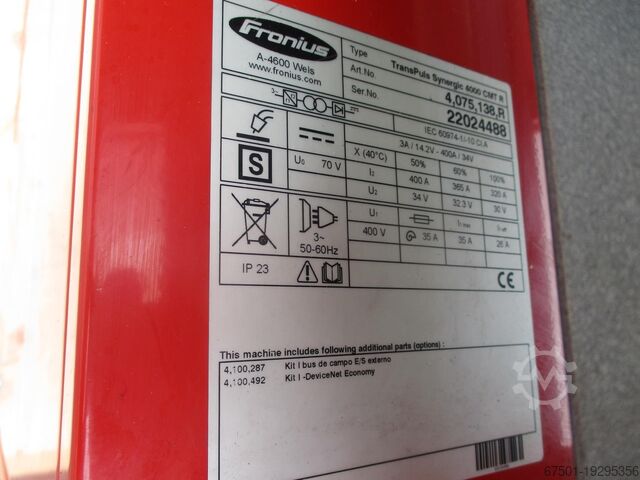 Fronius
A-4600 Wels
www.fronius.com
Type TransPuls Synergic 4000 CMT R
Art.No. 4,075,138,R
Ser.No. 22024488
3~
IEC 60974-1/-10 Cl.A
3A / 14.2V - 400A / 34V
X (40°C) 50% 60% 100%
U0 70 V
I2 400 A 365 A 320 A
S
U2 34 V 32.3 V 30 V
U1 I1max I1eff
400 V 35 A 35 A 26 A
3~
50-60Hz
IP 23
CE
This machine includes following additional parts (options) :
4,100,287 Kit I bus de campo E/S externo
4,100,492 Kit I -DeviceNet Economy
67501-19295356